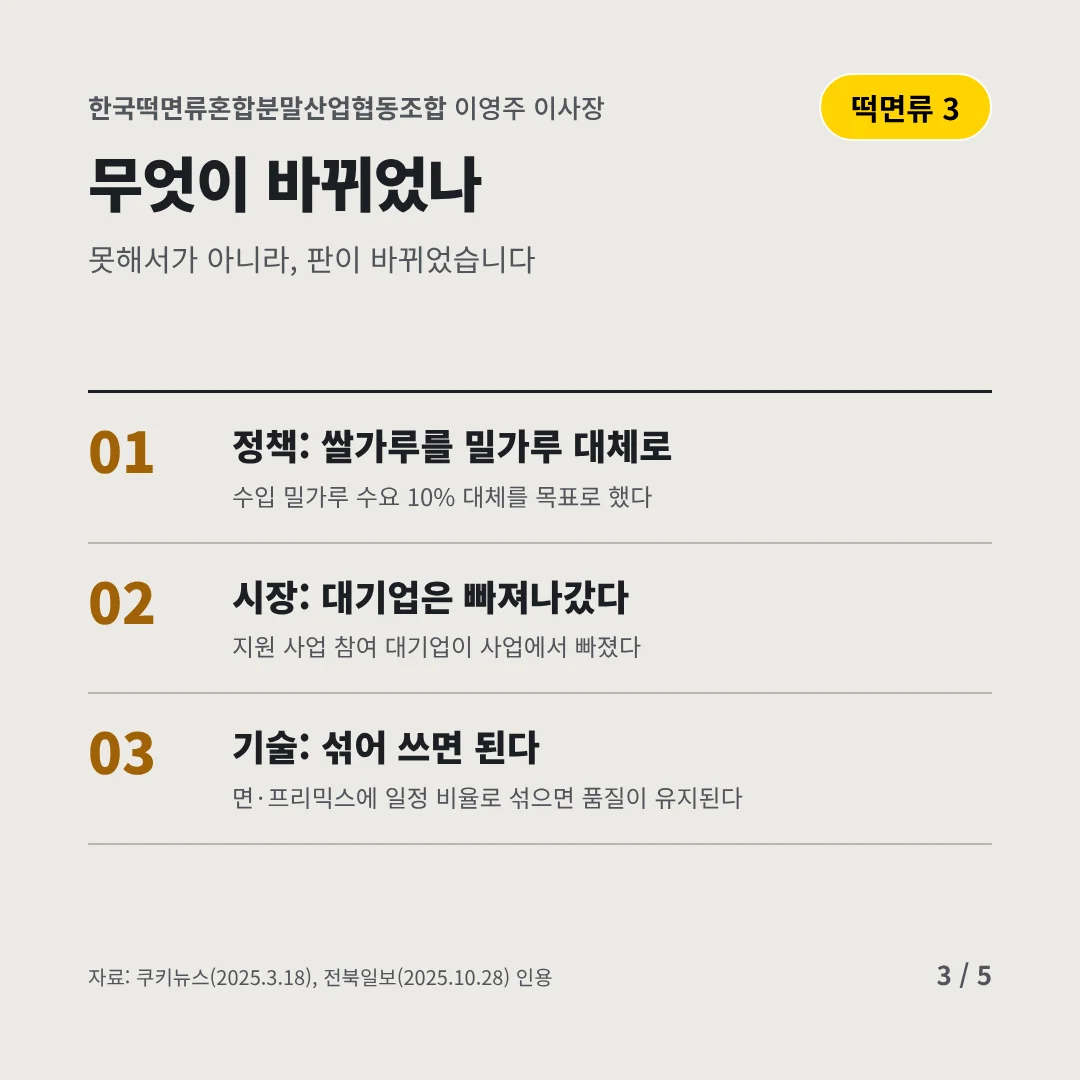 한국떡면류혼합분말산업협동조합 이영주 이사장
떡면류 3
무엇이 바뀌었나
못해서가 아니라, 판이 바뀌었습니다
01
정책: 쌀가루를 밀가루 대체로
수입 밀가루 수요 10% 대체를 목표로 했다
02
시장: 대기업은 빠져나갔다
지원 사업 참여 대기업이 사업에서 빠졌다
03
기술: 섞어 쓰면 된다
면·프리믹스에 일정 비율로 섞으면 품질이 유지된다
자료: 쿠키뉴스(2025.3.18), 전북일보(2025.10.28) 인용
3 / 5